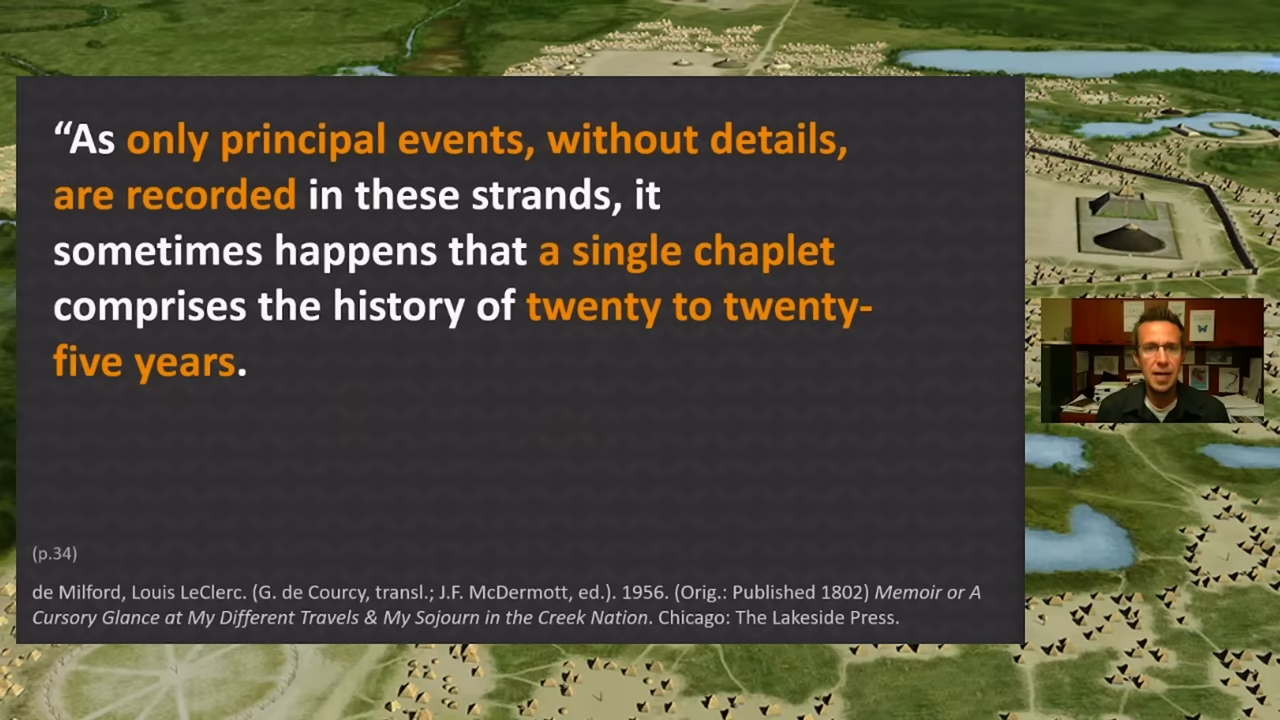 “As only principal events, without details,
are recorded in these strands, it
sometimes happens that a single chaplet
comprises the history of twenty to twenty-
five years.
(p.34)
de Milford, Louis LeClerc. (G. de Courcy, transl.; J.F. McDermott, ed.). 1956. (Orig.: Published 1802) Memoir or A
Cursory Glance at My Different Travels & My Sojourn in the Creek Nation. Chicago: The Lakeside Press.